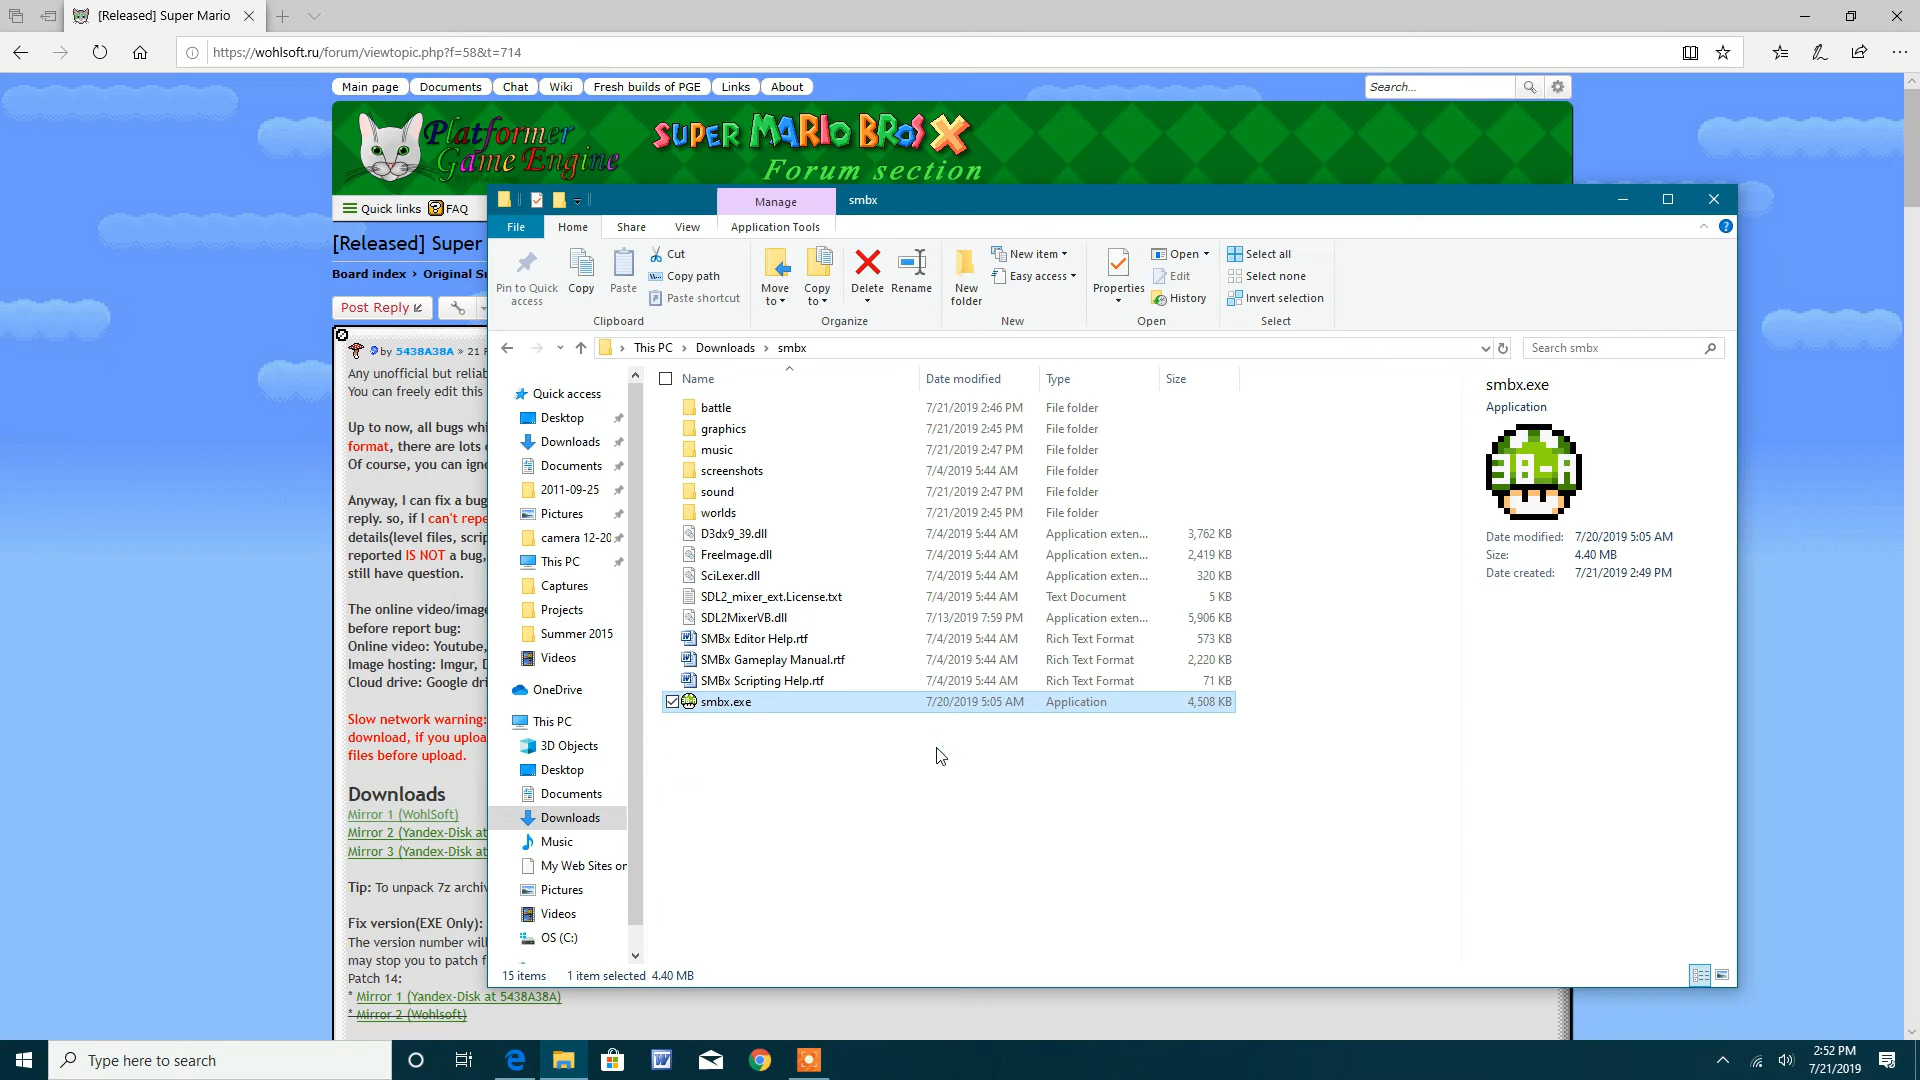 [Released] Super Mario
https://wohlsoft.ru/forum/viewtopic.php?f=58&t=714
Main page
Documents
Chat
Wiki
Fresh builds of PGE
Links
About
Search...
Platformer
Game Engine
SUPER MARIO BROS X
Forum section
Quick links
FAQ
[Released] Super
Board index
Post Reply
by 5438A38A » 21
Any unofficial but
You can freely edit this
Up to now, all bugs
format, there are lots
Of course, you can
Anyway, I can fix a bug
reply. so, if I can't
details(level files,
reported IS NOT a bug,
still have question.
The online
before report bug:
Online video: Youtube,
Image hosting: Imgur,
Cloud drive: Google
Slow network warning:
download, if you
files before upload.
Downloads
Mirror 1 (WohlSoft)
Mirror 2 (Yandex-Disk at
Mirror 3 (Yandex-Disk at
Tip: To unpack 7z
Fix version(EXE Only):
The version number
may stop you to patch
Patch 14:
* Mirror 1 (Yandex-Disk at 5438A38A)
* Mirror 2 (Wohlsoft)
Manage
smbx
File
Home
Share
View
Application Tools
Pin to Quick access
Copy
Paste
Cut
Copy path
Paste shortcut
Clipboard
Move to
Copy to
Delete
Rename
Organize
New folder
New item
Easy access
New
Properties
Open
Edit
History
Open
Select all
Select none
Invert selection
Select
This PC
Downloads
smbx
Search smbx
Quick access
Desktop
Downloads
Documents
2011-09-25
Pictures
camera 12-20
This PC
Captures
Projects
Summer 2015
Videos
OneDrive
This PC
3D Objects
Desktop
Documents
Downloads
Music
My Web Sites on
Pictures
Videos
OS (C:)
Name Date modified Type Size
battle 7/21/2019 2:46 PM File folder
graphics 7/21/2019 2:45 PM File folder
music 7/21/2019 2:47 PM File folder
screenshots 7/4/2019 5:44 AM File folder
sound 7/21/2019 2:47 PM File folder
worlds 7/21/2019 2:45 PM File folder
D3dx9_39.dll 7/4/2019 5:44 AM Application exten... 3,762 KB
FreeImage.dll 7/4/2019 5:44 AM Application exten... 2,419 KB
SciLexer.dll 7/4/2019 5:44 AM Application exten... 320 KB
SDL2_mixer_ext.License.txt 7/4/2019 5:44 AM Text Document 5 KB
SDL2MixerVB.dll 7/13/2019 7:59 PM Application exten... 5,906 KB
SMBx Editor Help.rtf 7/4/2019 5:44 AM Rich Text Format 573 KB
SMBx Gameplay Manual.rtf 7/4/2019 5:44 AM Rich Text Format 2,220 KB
SMBx Scripting Help.rtf 7/4/2019 5:44 AM Rich Text Format 71 KB
smbx.exe 7/20/2019 5:05 AM Application 4,508 KB
smbx.exe
Application
38-A
Date modified: 7/20/2019 5:05 AM
Size: 4.40 MB
Date created: 7/21/2019 2:49 PM
15 items 1 item selected 4.40 MB
Type here to search
2:52 PM
7/21/2019